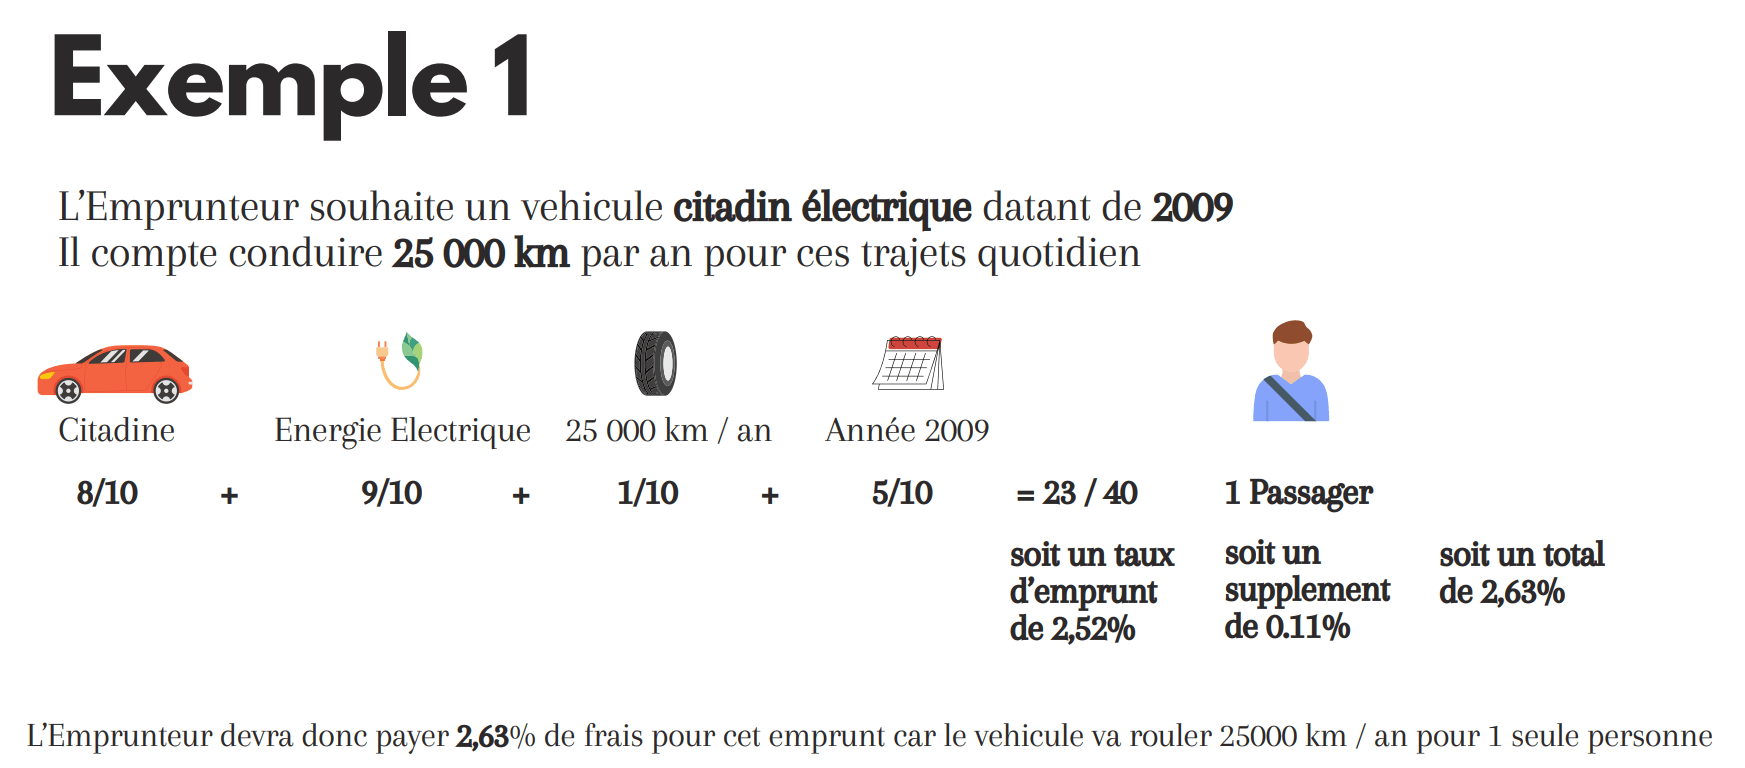 Exemple 1
L’Emprunteur souhaite un vehicule citadin électrique datant de 2009
Il compte conduire 25 000 km par an pour ces trajets quotidien
Citadine
Energie Electrique
25 000 km / an
Année 2009
8/10 + 9/10 + 1/10 + 5/10 = 23 / 40
1 Passager
soit un taux
d’emprunt
de 2,52%
soit un
supplement
de 0.11%
soit un total
de 2,63%
L’Emprunteur devra donc payer 2,63% de frais pour cet emprunt car le vehicule va rouler 25000 km / an pour 1 seule personne